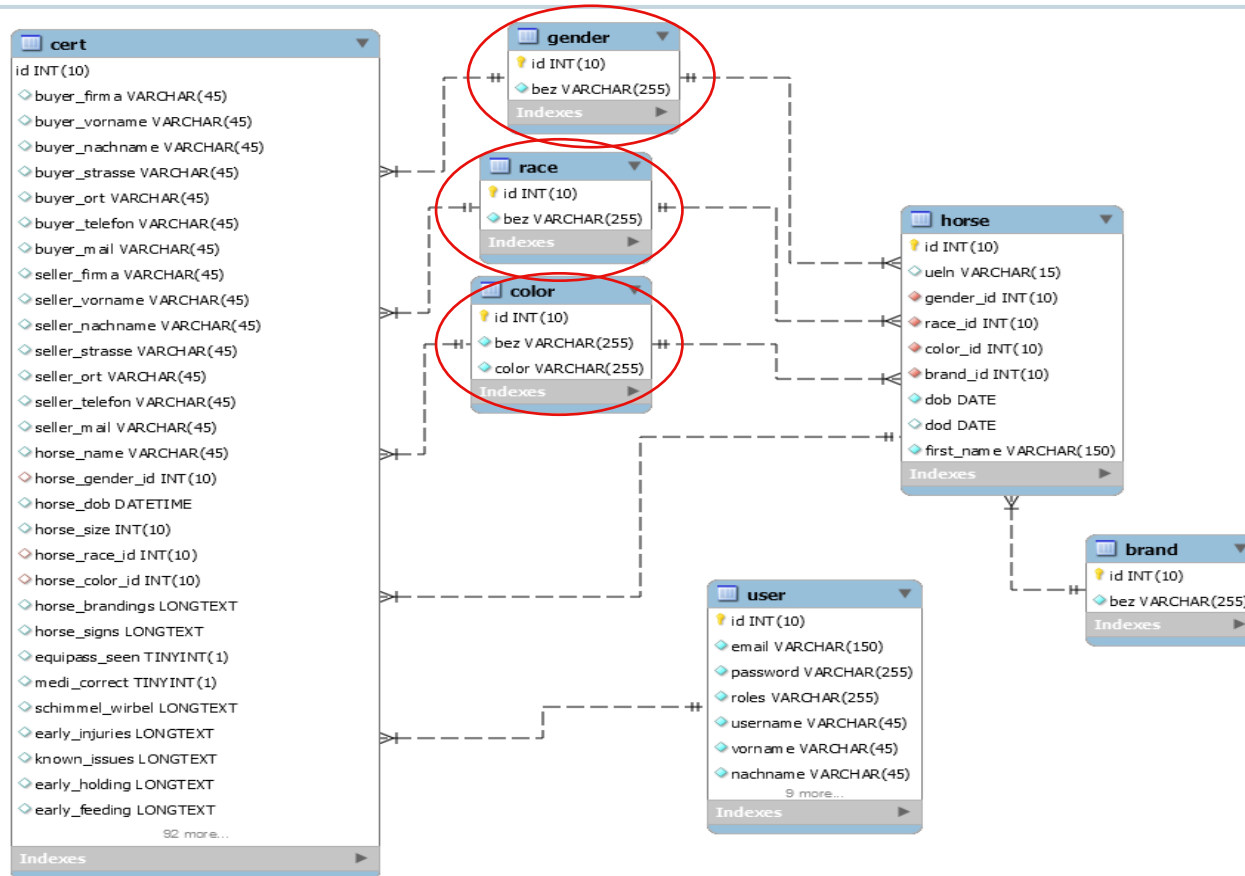 cert
id INT(10)
buyer_firma VARCHAR(45)
buyer_vorname VARCHAR(45)
buyer_nachname VARCHAR(45)
buyer_strasse VARCHAR(45)
buyer_ort VARCHAR(45)
buyer_telefon VARCHAR(45)
buyer_mail VARCHAR(45)
seller_firma VARCHAR(45)
seller_vorname VARCHAR(45)
seller_nachname VARCHAR(45)
seller_strasse VARCHAR(45)
seller_ort VARCHAR(45)
seller_telefon VARCHAR(45)
seller_mail VARCHAR(45)
horse_name VARCHAR(45)
horse_gender_id INT(10)
horse_dob DATETIME
horse_size INT(10)
horse_race_id INT(10)
horse_color_id INT(10)
horse_brandings LONGTEXT
horse_signs LONGTEXT
equipass_seen TINYINT(1)
medi_correct TINYINT(1)
schimmel_wirbel LONGTEXT
early_injuries LONGTEXT
known_issues LONGTEXT
early_holding LONGTEXT
early_feeding LONGTEXT
92 more...
Indexes
gender
id INT(10)
bez VARCHAR(255)
Indexes
race
id INT(10)
bez VARCHAR(255)
Indexes
color
id INT(10)
bez VARCHAR(255)
color VARCHAR(255)
Indexes
horse
id INT(10)
ueln VARCHAR(15)
gender_id INT(10)
race_id INT(10)
color_id INT(10)
brand_id INT(10)
dob DATE
dod DATE
first_name VARCHAR(150)
Indexes
user
id INT(10)
email VARCHAR(150)
password VARCHAR(255)
roles VARCHAR(255)
username VARCHAR(45)
vorname VARCHAR(45)
nachname VARCHAR(45)
9 more...
Indexes
brand
id INT(10)
bez VARCHAR(255)
Indexes